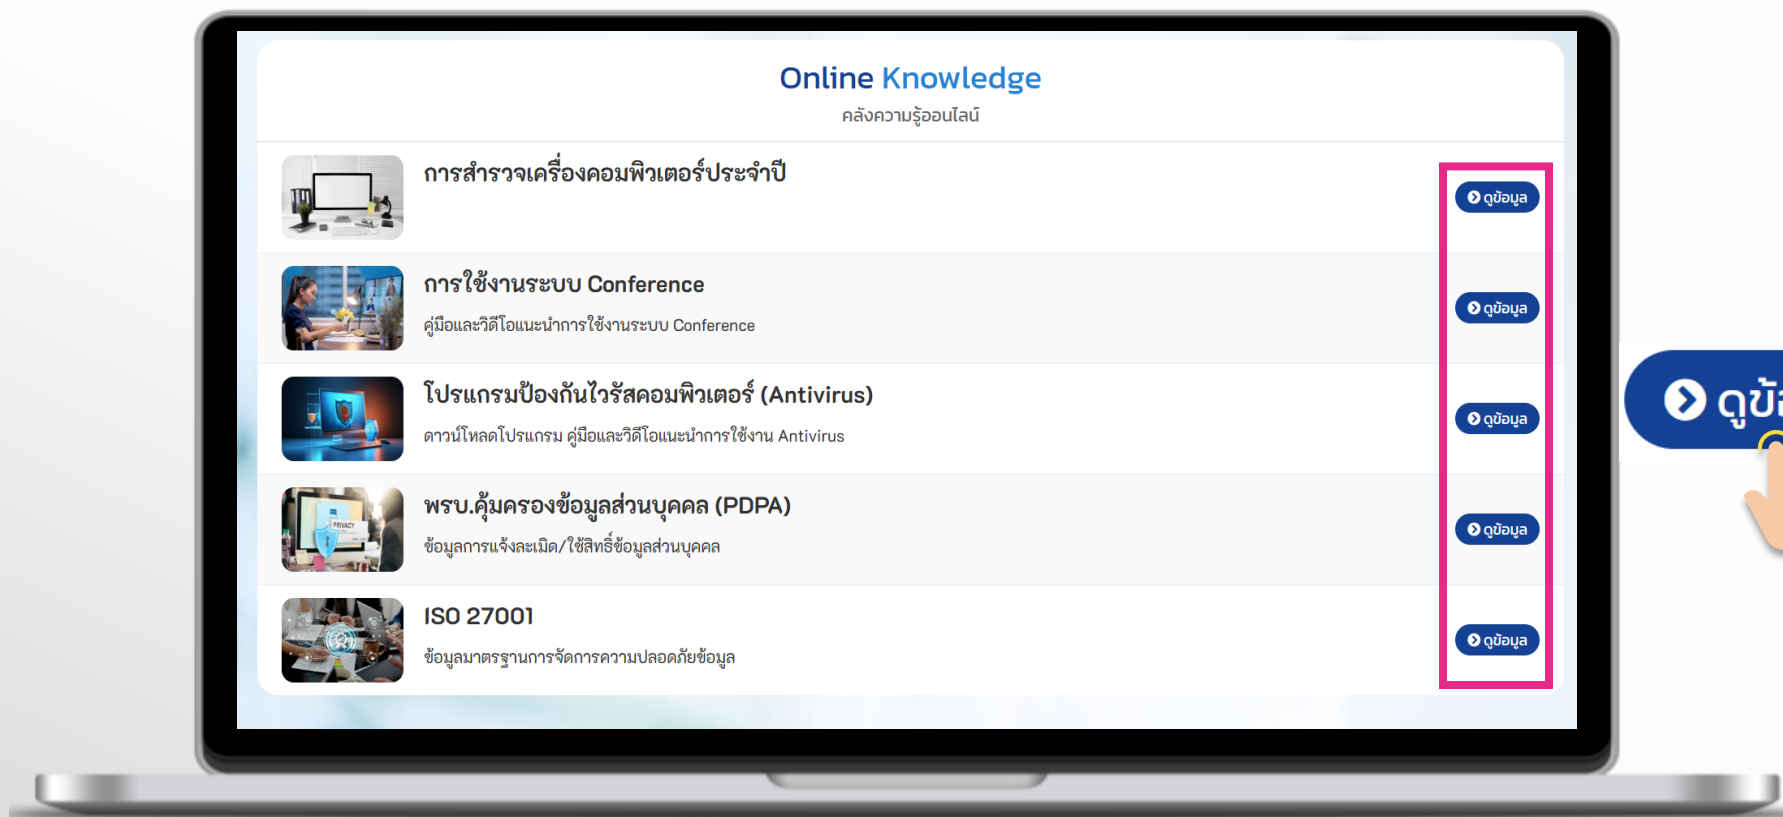 Online Knowledge
คลังความรู้ออนไลน์
การสำรวจเครื่องคอมพิวเตอร์ประจำปี
ดูข้อมูล
การใช้งานระบบ Conference
คู่มือและวิดีโอแนะนำการใช้งานระบบ Conference
ดูข้อมูล
โปรแกรมป้องกันไวรัสคอมพิวเตอร์ (Antivirus)
ดาวน์โหลดโปรแกรม คู่มือและวิดีโอแนะนำการใช้งาน Antivirus
ดูข้อมูล
พรบ.คุ้มครองข้อมูลส่วนบุคคล (PDPA)
ข้อมูลการแจ้งละเมิด/ใช้สิทธิ์ข้อมูลส่วนบุคคล
ดูข้อมูล
PRIVACY
ISO 27001
ข้อมูลมาตรฐานการจัดการความปลอดภัยข้อมูล
ดูข้อมูล